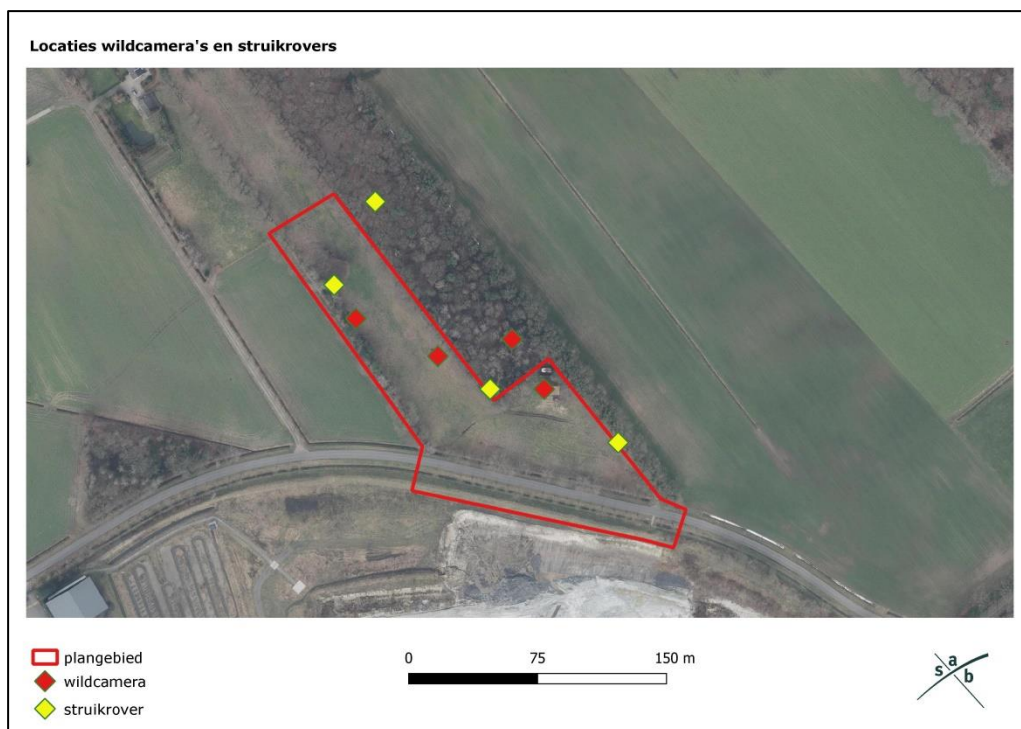 Locaties wildcamera's en struikrovers
plangebied
wildcamera
struikrover
0 75 150 m
s a b